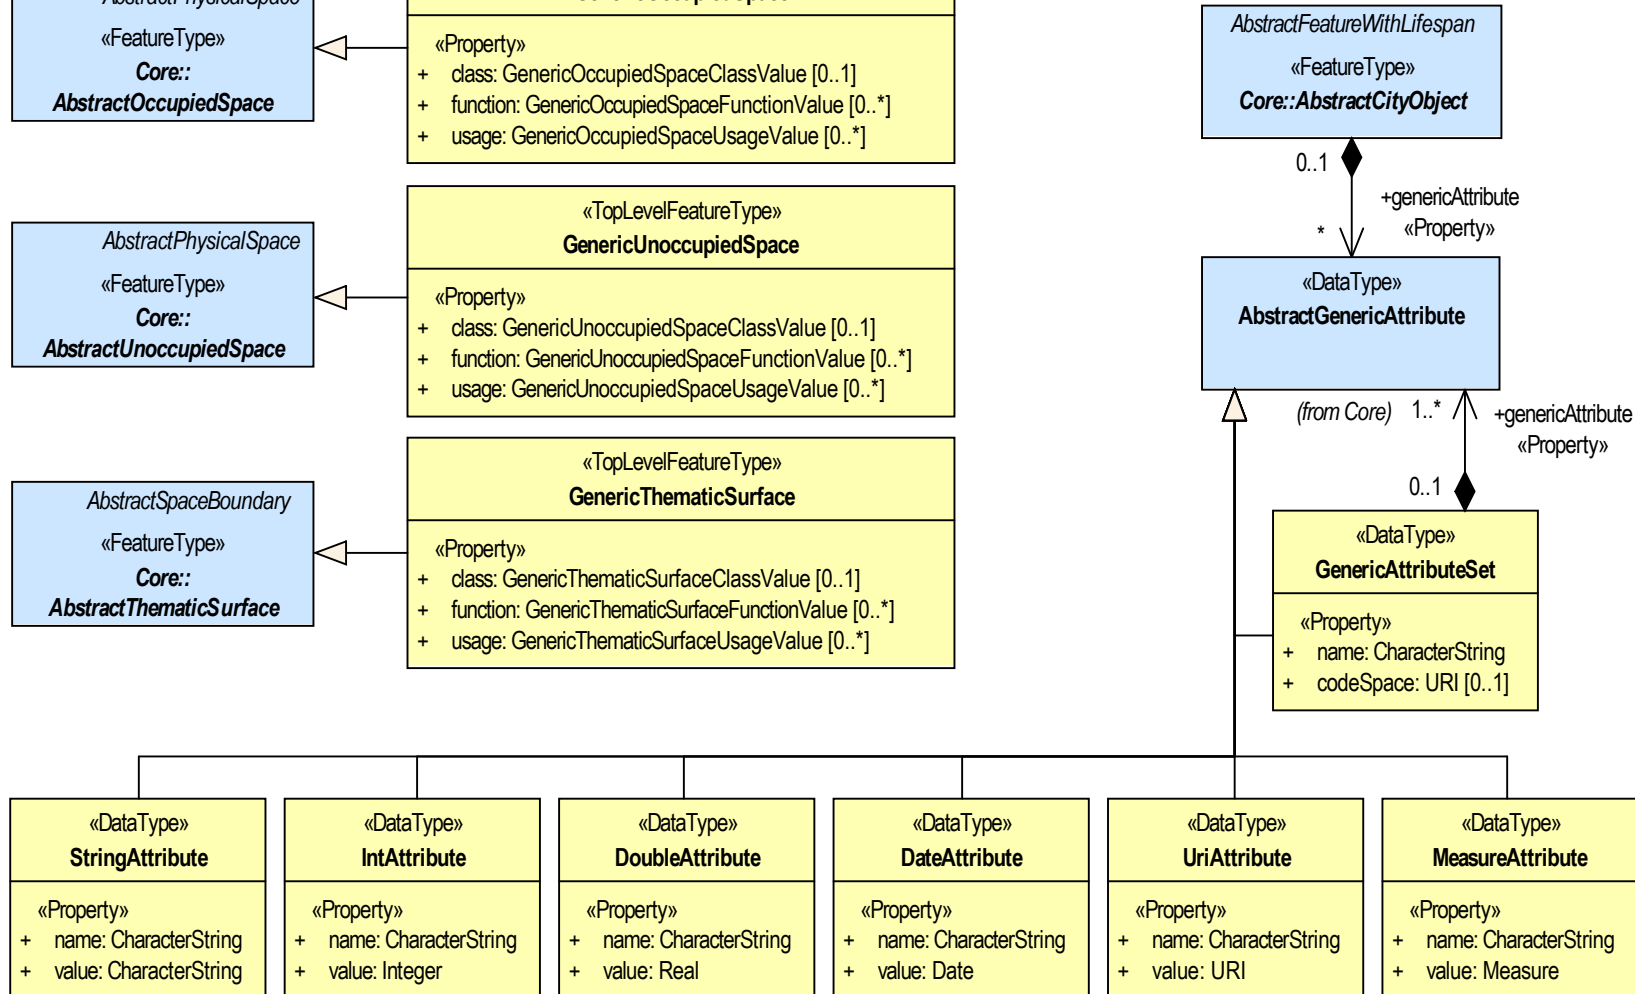 AbstractPhysicalSpace
«FeatureType»
Core::
AbstractOccupiedSpace
«Property»
+ class: GenericOccupiedSpaceClassValue [0..1]
+ function: GenericOccupiedSpaceFunctionValue [0..*]
+ usage: GenericOccupiedSpaceUsageValue [0..*]
AbstractFeatureWithLifespan
«FeatureType»
Core::AbstractCityObject
0..1
+genericAttribute
«Property»
*
AbstractPhysicalSpace
«FeatureType»
Core::
AbstractUnoccupiedSpace
«TopLevelFeatureType»
GenericUnoccupiedSpace
«Property»
+ class: GenericUnoccupiedSpaceClassValue [0..1]
+ function: GenericUnoccupiedSpaceFunctionValue [0..*]
+ usage: GenericUnoccupiedSpaceUsageValue [0..*]
«DataType»
AbstractGenericAttribute
(from Core)
1..*
+genericAttribute
«Property»
0..1
AbstractSpaceBoundary
«FeatureType»
Core::
AbstractThematicSurface
«TopLevelFeatureType»
GenericThematicSurface
«Property»
+ class: GenericThematicSurfaceClassValue [0..1]
+ function: GenericThematicSurfaceFunctionValue [0..*]
+ usage: GenericThematicSurfaceUsageValue [0..*]
«DataType»
GenericAttributeSet
«Property»
+ name: CharacterString
+ codeSpace: URI [0..1]
«DataType»
StringAttribute
«Property»
+ name: CharacterString
+ value: CharacterString
«DataType»
IntAttribute
«Property»
+ name: CharacterString
+ value: Integer
«DataType»
DoubleAttribute
«Property»
+ name: CharacterString
+ value: Real
«DataType»
DateAttribute
«Property»
+ name: CharacterString
+ value: Date
«DataType»
UriAttribute
«Property»
+ name: CharacterString
+ value: URI
«DataType»
MeasureAttribute
«Property»
+ name: CharacterString
+ value: Measure